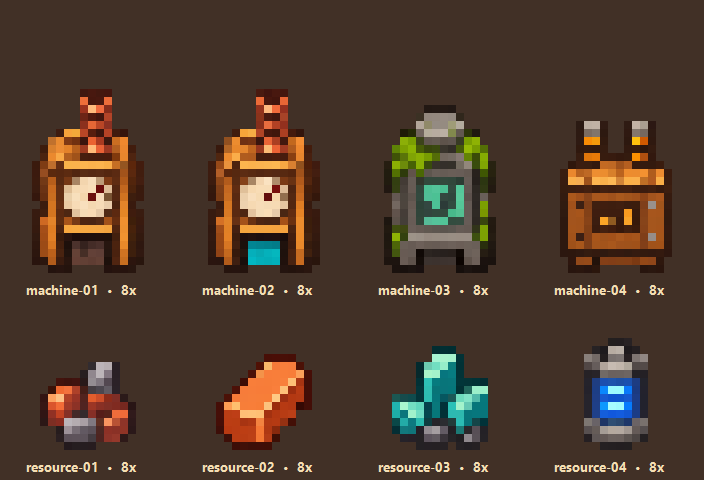 machine-01 • 8x
machine-02 • 8x
machine-03 • 8x
machine-04 • 8x
resource-01 • 8x
resource-02 • 8x
resource-03 • 8x
resource-04 • 8x